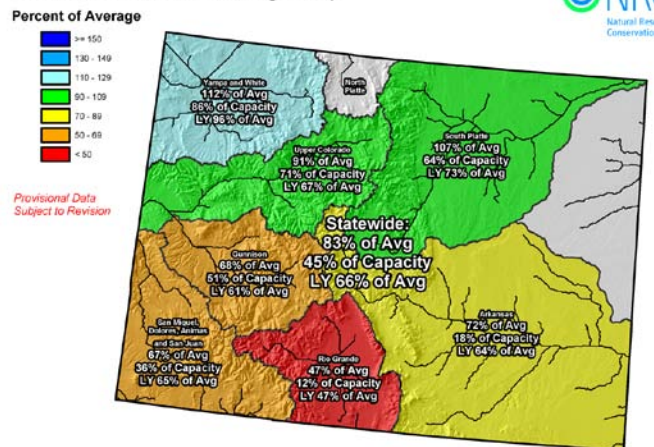 Percent of Average
>= 150
130 - 149
110 - 129
90 - 109
70 - 89
50 - 69
< 50
Provisional Data
Subject to Revision
Natural Res
Conservation
Yampa and White
112% of Avg
86% of Capacity
LY 96% of Avg
North
Platte
Upper Colorado
91% of Avg
71% of Capacity
LY 67% of Avg
South Platte
107% of Avg
64% of Capacity
LY 73% of Avg
Statewide:
83% of Avg
45% of Capacity
LY 66% of Avg
Gunnison
68% of Avg
51% of Capacity
LY 61% of Avg
San Miguel,
Dolores, Animas
and San Juan
67% of Avg
36% of Capacity
LY 65% of Avg
Rio Grande
47% of Avg
12% of Capacity
LY 47% of Avg
Arkansas
72% of Avg
18% of Capacity
LY 64% of Avg